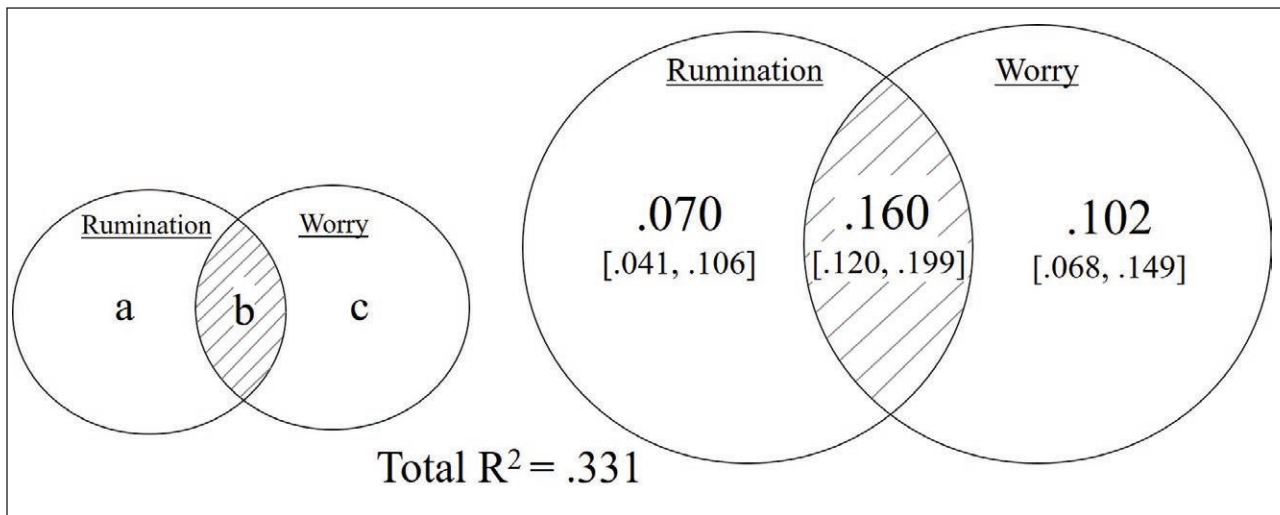 Rumination
Worry
a
b
c
Rumination
Worry
.070
[.041, .106]
.160
[.120, .199]
.102
[.068, .149]
Total R² = .331